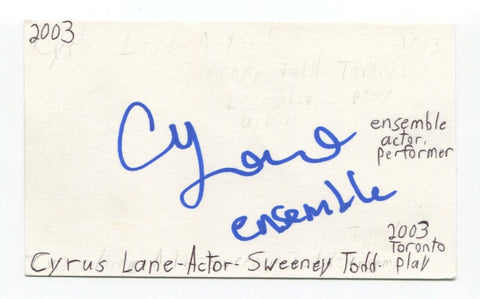 2003
Cy Lane
ensemble
ensemble
actor,
performer
2003
Toronto
Cyrus Lane-Actor-Sweeney Todd- play